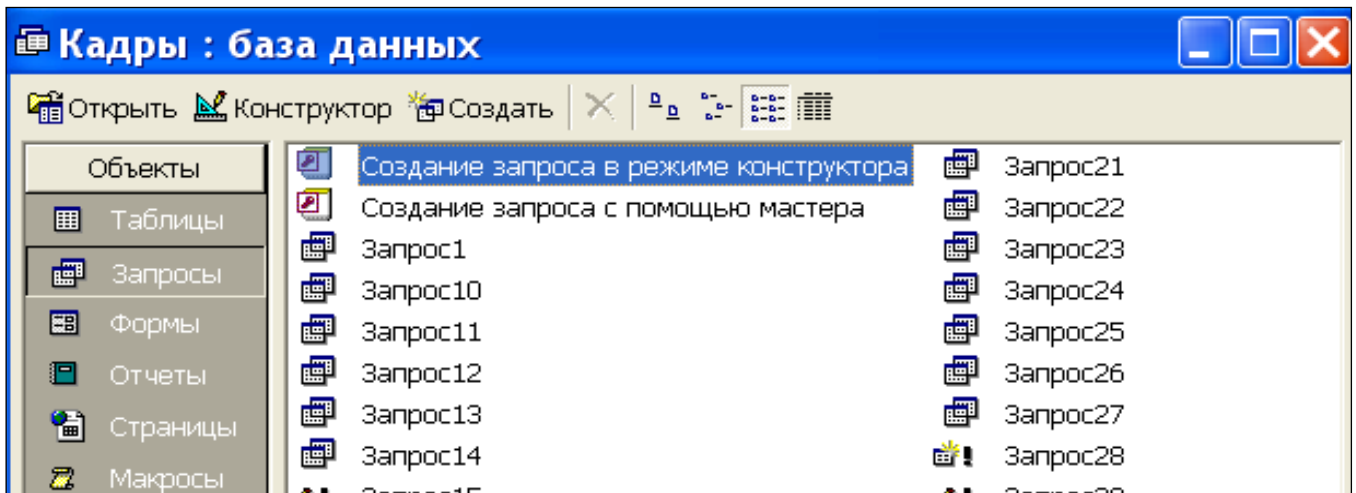 Кадры : база данных
Открыть Конструктор Создать
Объекты
Таблицы
Запросы
Формы
Отчеты
Страницы
Макросы
Создание запроса в режиме конструктора
Создание запроса с помощью мастера
Запрос1
Запрос10
Запрос11
Запрос12
Запрос13
Запрос14
Запрос21
Запрос22
Запрос23
Запрос24
Запрос25
Запрос26
Запрос27
Запрос28